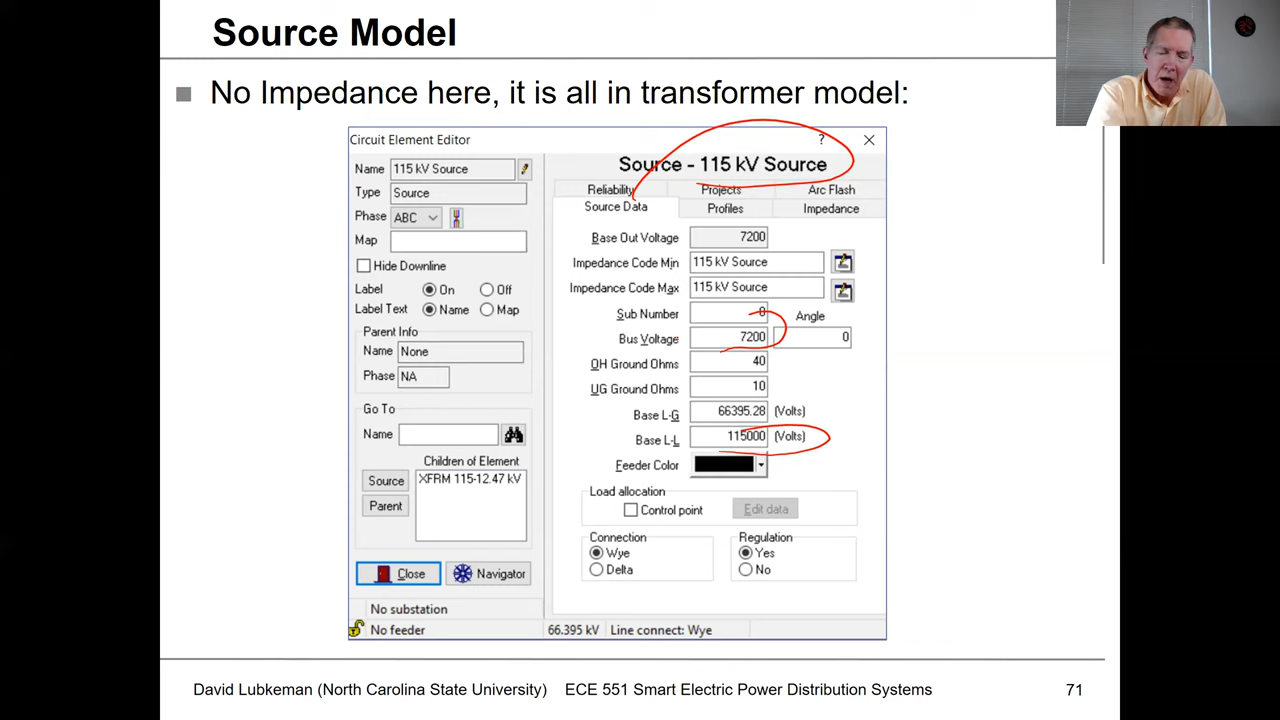 Source Model
No Impedance here, it is all in transformer model:
Circuit Element Editor
?
Name 115 kV Source
Type Source
Phase ABC
Map
Hide Downline
Label On Off
Label Text Name Map
Parent Info
Name None
Phase NA
Go To
Name
Children of Element
Source
Parent
XFRM 115-12.47 kV
Close Navigator
No substation
No feeder
Source - 115 kV Source
Reliability Projects Arc Flash
Source Data Profiles Impedance
Base Out Voltage 7200
Impedance Code Min 115 kV Source
Impedance Code Max 115 kV Source
Sub Number 0 Angle
Bus Voltage 7200 0
OH Ground Ohms 40
UG Ground Ohms 10
Base L-G 66395.28 (Volts)
Base L-L 115000 (Volts)
Feeder Color
Load allocation
Control point Edit data
Connection
Wye
Delta
Regulation
Yes
No
66.395 kV Line connect: Wye
David Lubkeman (North Carolina State University) ECE 551 Smart Electric Power Distribution Systems 71